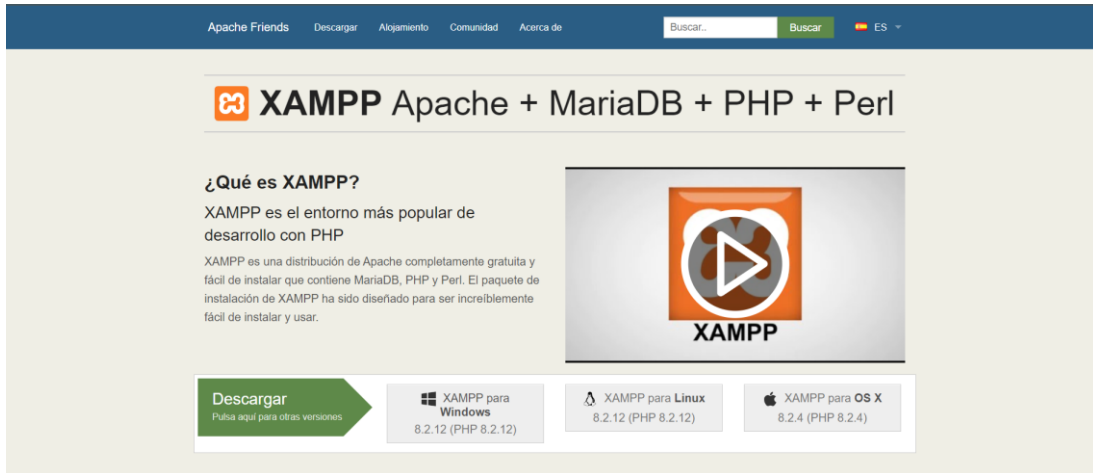 Apache Friends Descargar Alojamiento Comunidad Acerca de Buscar... Buscar ES
XAMPP Apache + MariaDB + PHP + Perl
¿Qué es XAMPP?
XAMPP es el entorno más popular de
desarrollo con PHP
XAMPP es una distribución de Apache completamente gratuita y
fácil de instalar que contiene MariaDB, PHP y Perl. El paquete de
instalación de XAMPP ha sido diseñado para ser increíblemente
fácil de instalar y usar.
XAMPP
Descargar
Pulsa aquí para otras versiones
XAMPP para
Windows
8.2.12 (PHP 8.2.12)
XAMPP para Linux
8.2.12 (PHP 8.2.12)
XAMPP para OS X
8.2.4 (PHP 8.2.4)